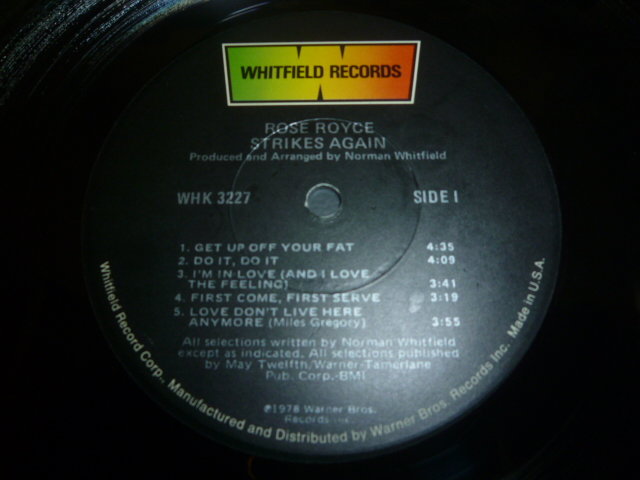 WHITFIELD RECORDS
ROSE ROYCE
STRIKES AGAIN
Produced and Arranged by Norman Whitfield
WHK 3227 SIDE I
1. GET UP OFF YOUR FAT 4:35
2. DO IT, DO IT 4:09
3. I'M IN LOVE (AND I LOVE
THE FEELING) 3:41
4. FIRST COME, FIRST SERVE 3:19
5. LOVE DON'T LIVE HERE
ANYMORE (Miles Gregory) 3:55
All selections written by Norman Whitfield
except as indicated. All selections published
by May Twelfth/Warner-Tamerlane
Pub. Corp.-BMI
℗1978 Warner Bros.
Records Inc.
Whitfield Record Corp., Manufactured and Distributed by Warner Bros. Records Inc. Made in U.S.A.